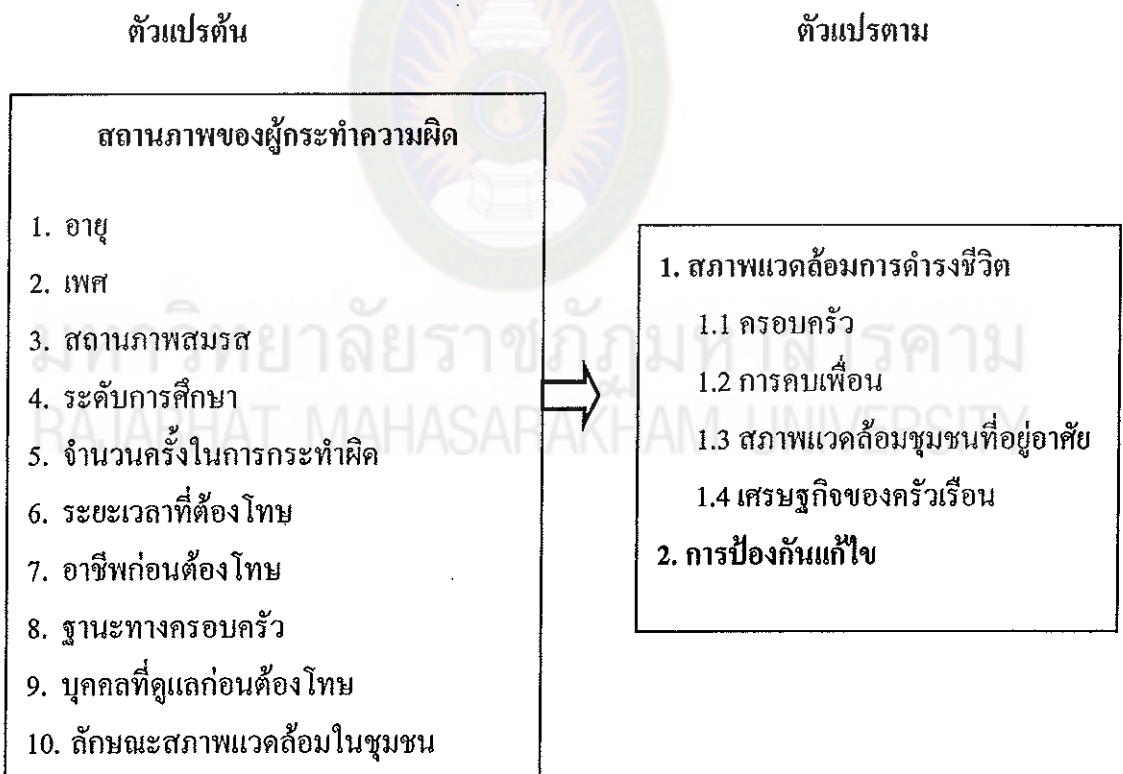 ตัวแปรต้น
ตัวแปรตาม
สถานภาพของผู้กระทำความผิด
1. อายุ
2. เพศ
3. สถานภาพสมรส
4. ระดับการศึกษา
5. จำนวนครั้งในการกระทำผิด
6. ระยะเวลาที่ต้องโทษ
7. อาชีพก่อนต้องโทษ
8. ฐานะทางครอบครัว
9. บุคคลที่ดูแลก่อนต้องโทษ
10. ลักษณะสภาพแวดล้อมในชุมชน
1. สภาพแวดล้อมการดำรงชีวิต
1.1 ครอบครัว
1.2 การคบเพื่อน
1.3 สภาพแวดล้อมชุมชนที่อยู่อาศัย
1.4 เศรษฐกิจของครัวเรือน
2. การป้องกันแก้ไข
มหาวิทยาลัยราชภัฏมหาสารคาม
RAJABHAT MAHASARAKHAM UNIVERSITY